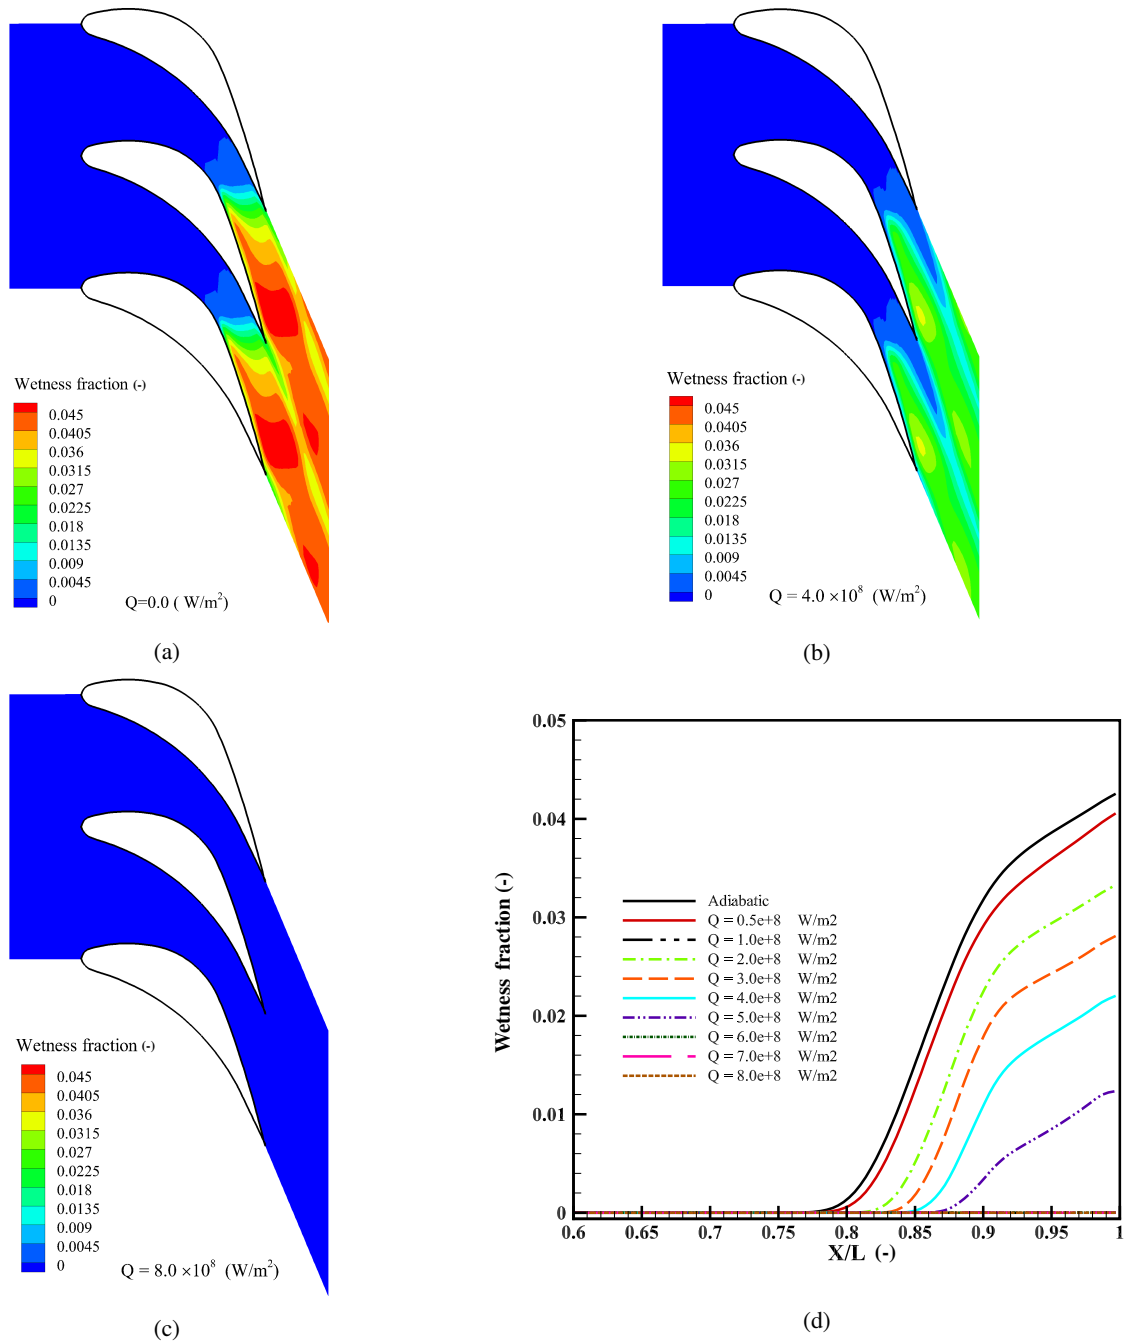 Wetness fraction (-)
0.045
0.0405
0.036
0.0315
0.027
0.0225
0.018
0.0135
0.009
0.0045
0
Q=0.0 ( W/m²)
(a)
Wetness fraction (-)
0.045
0.0405
0.036
0.0315
0.027
0.0225
0.018
0.0135
0.009
0.0045
0
Q = 4.0 ×10⁸ (W/m²)
(b)
Wetness fraction (-)
0.045
0.0405
0.036
0.0315
0.027
0.0225
0.018
0.0135
0.009
0.0045
0
Q = 8.0 ×10⁸ (W/m²)
(c)
Wetness fraction (-)
0.05
0.04
0.03
0.02
0.01
0
Adiabatic
Q = 0.5e+8 W/m2
Q = 1.0e+8 W/m2
Q = 2.0e+8 W/m2
Q = 3.0e+8 W/m2
Q = 4.0e+8 W/m2
Q = 5.0e+8 W/m2
Q = 6.0e+8 W/m2
Q = 7.0e+8 W/m2
Q = 8.0e+8 W/m2
0.6 0.65 0.7 0.75 0.8 0.85 0.9 0.95 1
X/L (-)
(d)